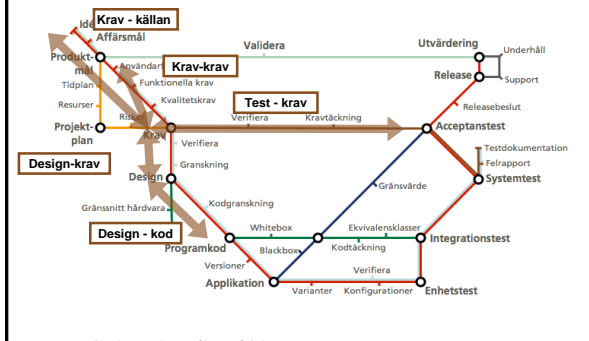 Idé
Krav - källan
Affärsmål
Validera
Utvärdering
Underhåll
Produkt-
mål
Användarf
Krav-krav
Release
Support
Tidplan
Funktionella krav
Kvalitetskrav
Test - krav
Resurser
Risker
Verifiera
Kravtäckning
Releasebeslut
Projekt-
plan
Krav
Acceptanstest
Verifiera
Testdokumentation
Design-krav
Granskning
Felrapport
Design
Gränsvärde
Systemtest
Gränssnitt hårdvara
Kodgranskning
Design - kod
Whitebox
Ekvivalensklasser
Programkod
Blackbox
Kodtäckning
Integrationstest
Versioner
Verifiera
Applikation
Varianter
Konfigurationer
Enhetstest